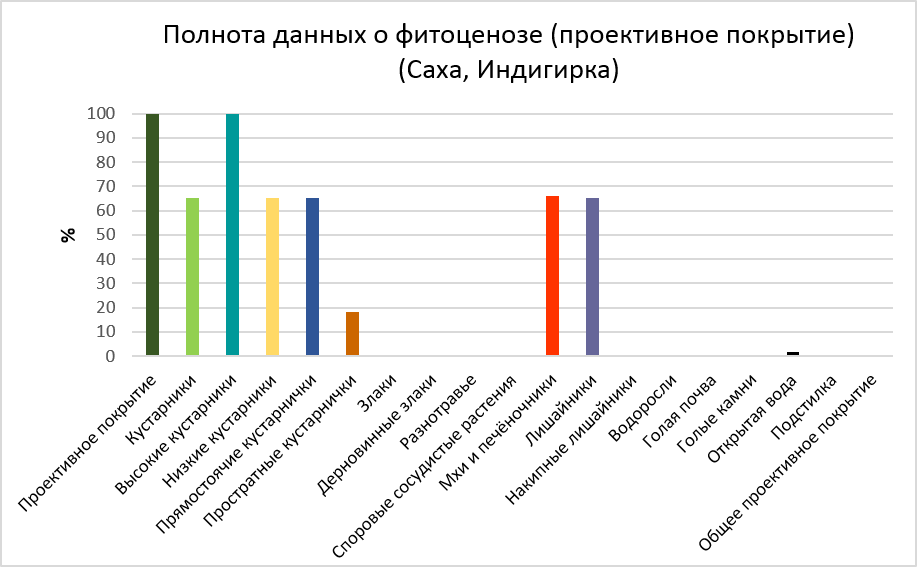 Полнота данных о фитоценозе (проективное покрытие)
(Саха, Индигирка)
%
100
90
80
70
60
50
40
30
20
10
0
Проективное покрытие
Кустарники
Высокие кустарники
Низкие кустарники
Прямостоячие кустарнички
Простратные кустарнички
Злаки
Дерновинные злаки
Разнотравье
Споровые сосудистые растения
Мхи и печёночники
Лишайники
Накипные лишайники
Водоросли
Голая почва
Голые камни
Открытая вода
Подстилка
Общее проективное покрытие